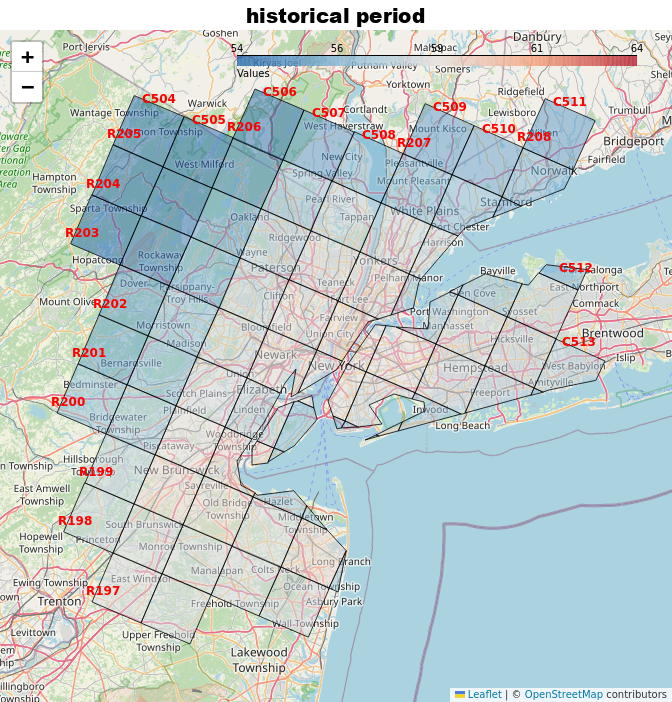 historical period
Goshen
Danbury
Port Jervis
Mahopac
54
56
59
61
64
Kiryas Joel
Values
Putnam Valley
Somers
Yorktown
Ridgefield
+
−
C504
C505
C506
C507
C508
C509
C510
C511
Wantage Township
Warwick
Cortlandt
Lewisboro
Trumbull
Vernon Township
R205
R206
R207
R208
West Haverstraw
Mount Kisco
Wilton
Bridgeport
Fairfield
West Milford
New City
Pleasantville
Norwalk
Spring Valley
Mount Pleasant
Hampton
Township
R204
Sparta Township
Pearl River
Stamford
White Plains
Oakland
Tappan
Port Chester
R203
Ridgewood
Harrison
Hopatcong
Rockaway
Township
Wayne
Paterson
Yonkers
Bayville
C512
Dover
Parsippany-
Troy Hills
Teaneck
Pelham Manor
East Northport
Glen Cove
Commack
Mount Olive
R202
Clifton
Fort Lee
Port Washington
Syosset
Morristown
Bloomfield
Fairview
Union City
Manhasset
Hicksville
Brentwood
C513
Madison
R201
Newark
New York
Hempstead
Islip
Bernardsville
West Babylon
Union
Elizabeth
Amityville
Bedminster
Scotch Plains
Freeport
R200
Plainfield
Linden
Inwood
Long Beach
Bridgewater
Township
Woodbridge
Township
Piscataway
Hillsborough
Township
R199
New Brunswick
Sayreville
East Amwell
Township
Old Bridge
Township
Hazlet
Middletown
Township
R198
South Brunswick
Hopewell
Township
Princeton
Monroe Township
Long Branch
Ewing Township
East Windsor
Manalapan
Colts Neck
R197
Ocean Township
Trenton
Freehold Township
Asbury Park
Levittown
Wall Township
Upper Freehold
Township
Lakewood
Township
Leaflet | © OpenStreetMap contributors